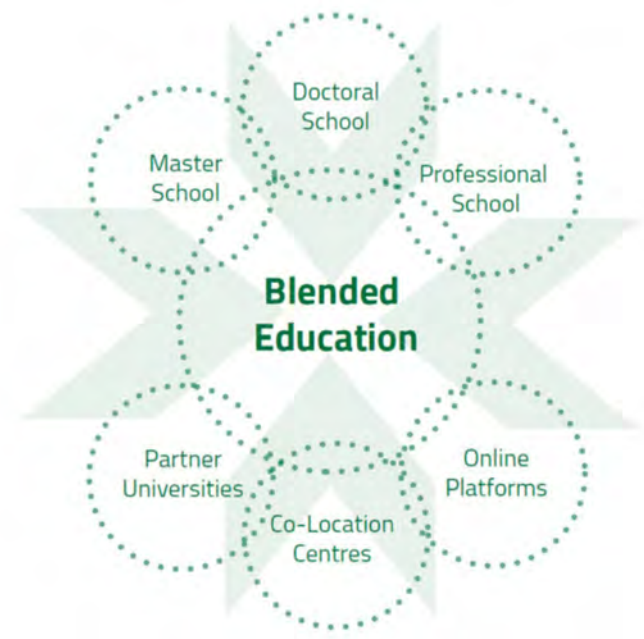 Doctoral
School
Master
School
Professional
School
Blended
Education
Partner
Universities
Online
Platforms
Co-Location
Centres